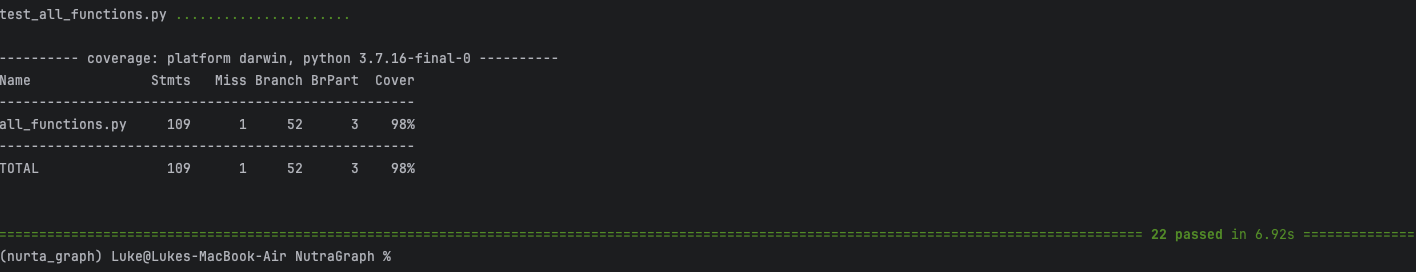 test_all_functions.py ......................
---------- coverage: platform darwin, python 3.7.16-final-0 ----------
Name               Stmts   Miss Branch BrPart  Cover
----------------------------------------------------
all_functions.py     109      1     52      3    98%
----------------------------------------------------
TOTAL                109      1     52      3    98%
=============================================================================================================================================== 22 passed in 6.92s ==============
(nurta_graph) Luke@Lukes-MacBook-Air NutraGraph %